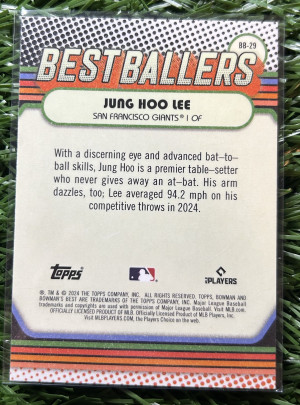 BB-29
BEST BALLERS
JUNG HOO LEE
SAN FRANCISCO GIANTS® | OF
With a discerning eye and advanced bat–to–
ball skills, Jung Hoo is a premier table–setter
who never gives away an at–bat. His arm
dazzles, too; Lee averaged 94.2 mph on his
competitive throws in 2024.
Topps
PLAYERS
®, TM & © 2024 THE TOPPS COMPANY, INC. ALL RIGHTS RESERVED. TOPPS, BOWMAN AND
BOWMAN'S BEST ARE TRADEMARKS OF THE TOPPS COMPANY, INC. Major League Baseball
trademarks and copyrights are used with permission of Major League Baseball. Visit MLB.com.
OFFICIALLY LICENSED PRODUCT OF MLB Players, Inc.
Visit MLBPLAYERS.com, the Players Choice on the web.